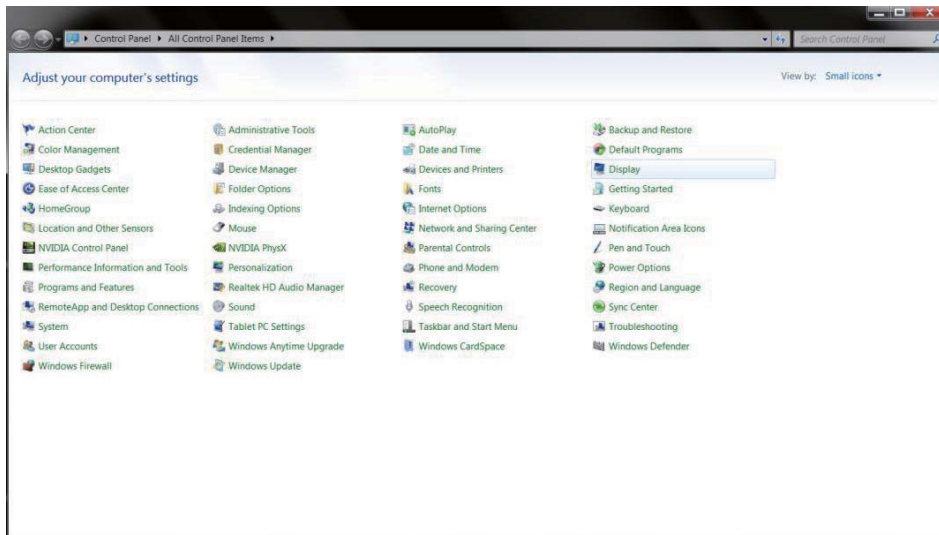 Control Panel ▸ All Control Panel Items ▸
Search Control Panel
Adjust your computer's settings
View by: Small icons
Action Center
Administrative Tools
AutoPlay
Backup and Restore
Color Management
Credential Manager
Date and Time
Default Programs
Desktop Gadgets
Device Manager
Devices and Printers
Display
Ease of Access Center
Folder Options
Fonts
Getting Started
HomeGroup
Indexing Options
Internet Options
Keyboard
Location and Other Sensors
Mouse
Network and Sharing Center
Notification Area Icons
NVIDIA Control Panel
NVIDIA PhysX
Parental Controls
Pen and Touch
Performance Information and Tools
Personalization
Phone and Modem
Power Options
Programs and Features
Realtek HD Audio Manager
Recovery
Region and Language
RemoteApp and Desktop Connections
Sound
Speech Recognition
Sync Center
System
Tablet PC Settings
Taskbar and Start Menu
Troubleshooting
User Accounts
Windows Anytime Upgrade
Windows CardSpace
Windows Defender
Windows Firewall
Windows Update